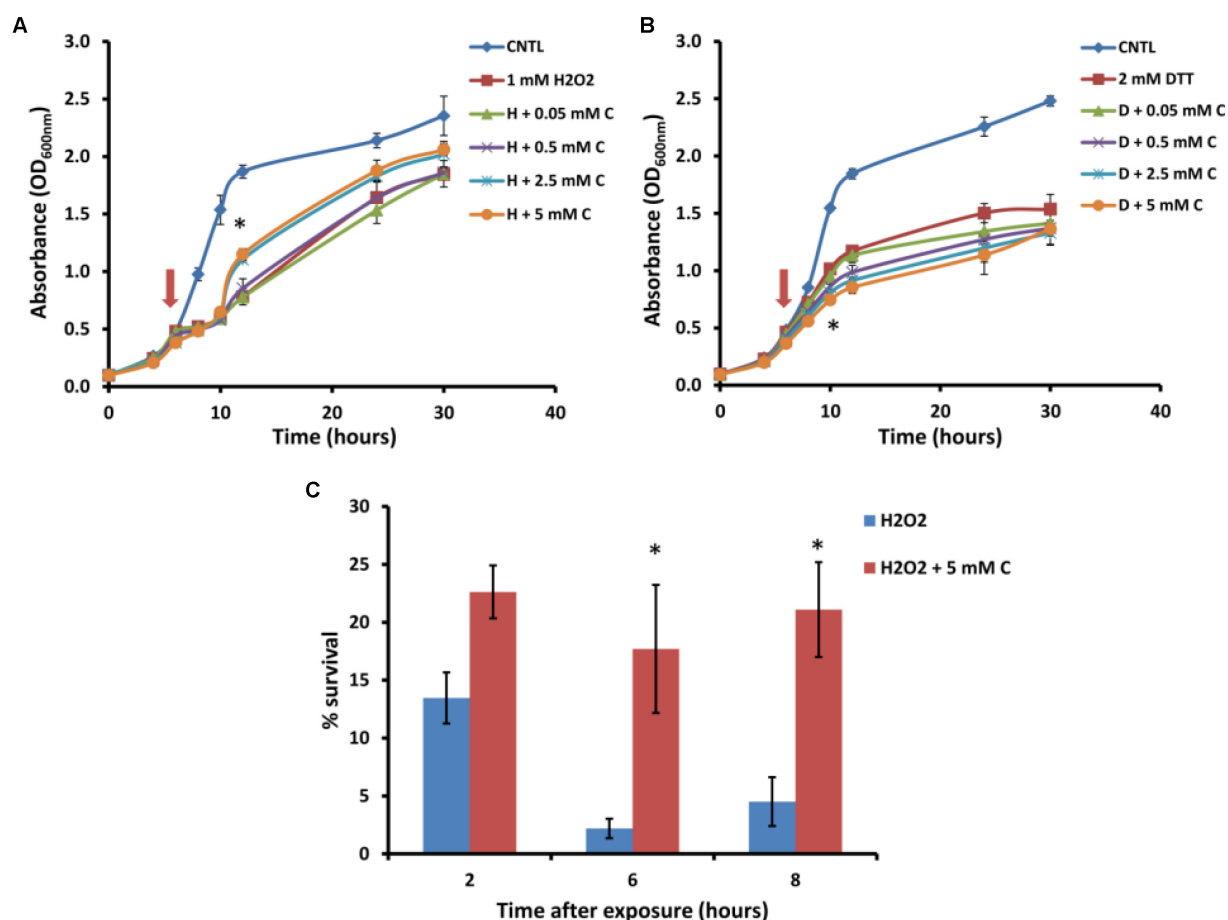 A
Absorbance (OD600nm)
3.0
2.5
2.0
1.5
1.0
0.5
0.0
*
0 10 20 30 40
Time (hours)
CNTL
1 mM H2O2
H + 0.05 mM C
H + 0.5 mM C
H + 2.5 mM C
H + 5 mM C
B
Absorbance (OD600nm)
3.0
2.5
2.0
1.5
1.0
0.5
0.0
*
0 10 20 30 40
Time (hours)
CNTL
2 mM DTT
D + 0.05 mM C
D + 0.5 mM C
D + 2.5 mM C
D + 5 mM C
C
% survival
30
25
20
15
10
5
0
* *
2 6 8
Time after exposure (hours)
H2O2
H2O2 + 5 mM C